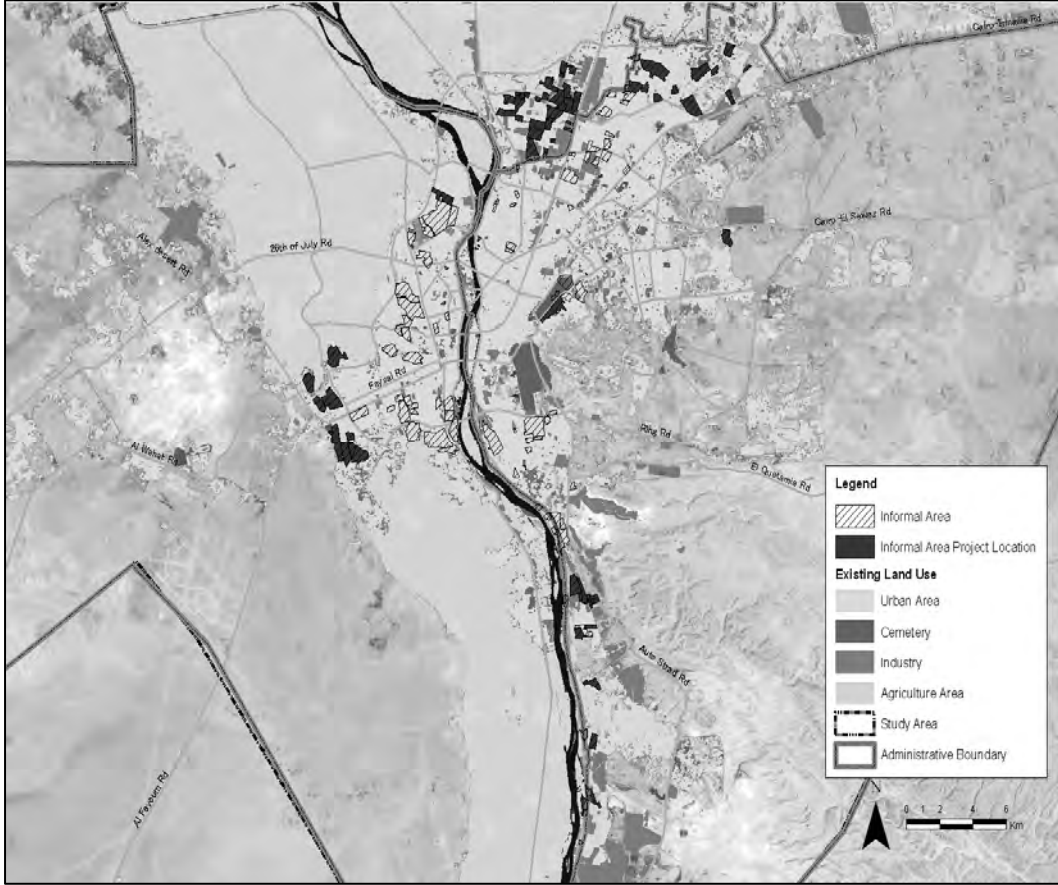 Cairo-Ismailia Rd
Cairo-El Sewez Rd
26th of July Rd
Alex desert Rd
Faysal Rd
Al Wahat Rd
Ring Rd
El Quatamia Rd
Auto Strad Rd
Al Fayoum Rd
Legend
Informal Area
Informal Area Project Location
Existing Land Use
Urban Area
Cemetery
Industry
Agriculture Area
Study Area
Administrative Boundary
N
0 1 2 4 6
Km